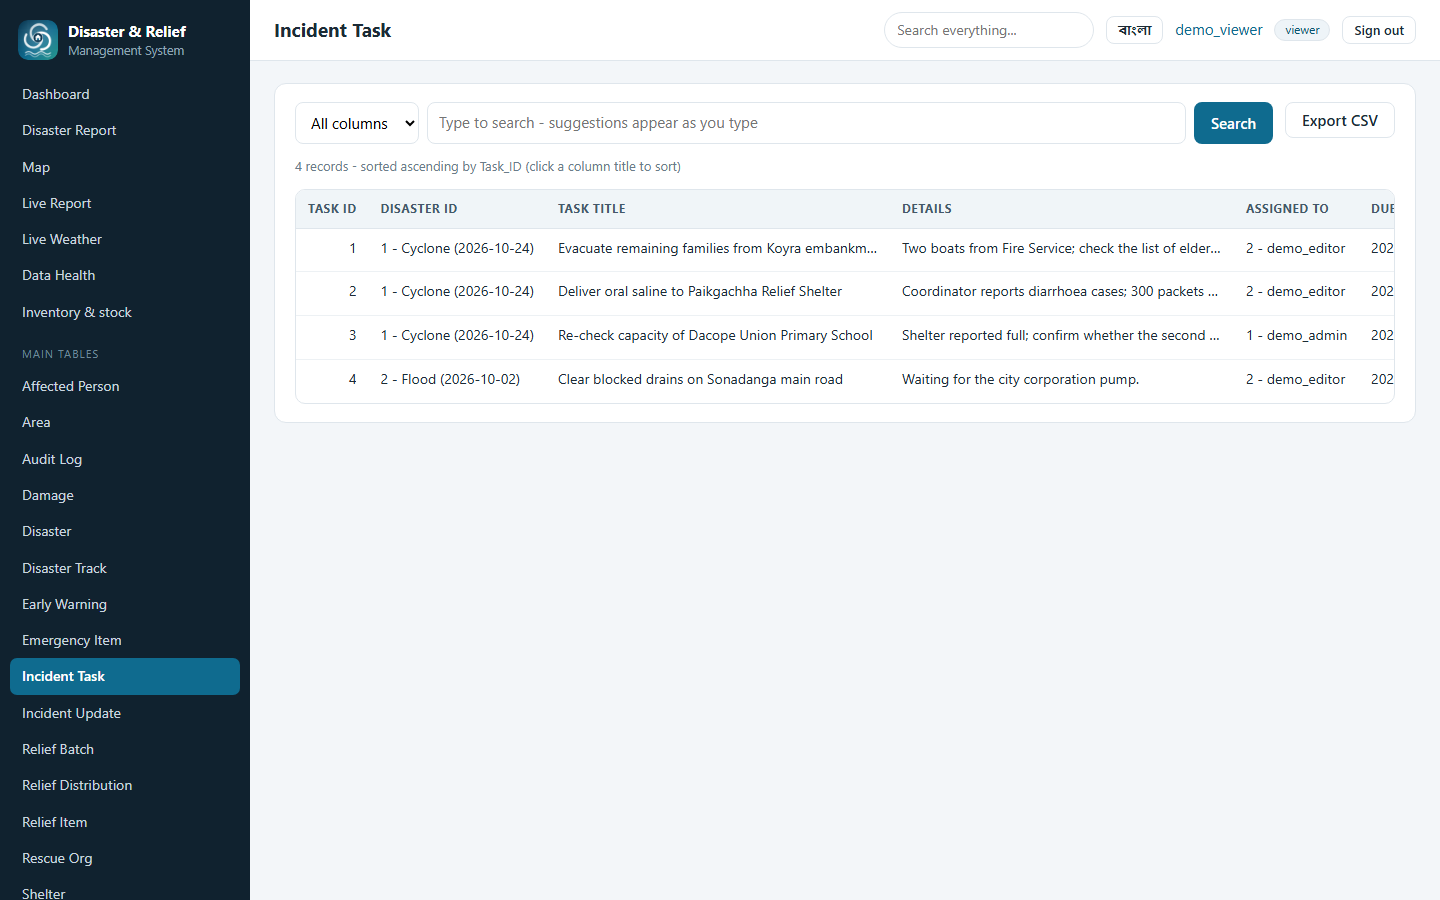 Disaster & Relief
Management System
Dashboard
Disaster Report
Map
Live Report
Live Weather
Data Health
Inventory & stock
MAIN TABLES
Affected Person
Area
Audit Log
Damage
Disaster
Disaster Track
Early Warning
Emergency Item
Incident Task
Incident Update
Relief Batch
Relief Distribution
Relief Item
Rescue Org
Shelter
Incident Task
Search everything...
বাংলা
demo_viewer
viewer
Sign out
All columns
Type to search - suggestions appear as you type
Search
Export CSV
4 records - sorted ascending by Task_ID (click a column title to sort)
TASK ID DISASTER ID TASK TITLE DETAILS ASSIGNED TO DUE
1 1 - Cyclone (2026-10-24) Evacuate remaining families from Koyra embankm... Two boats from Fire Service; check the list of elder... 2 - demo_editor 202
2 1 - Cyclone (2026-10-24) Deliver oral saline to Paikgachha Relief Shelter Coordinator reports diarrhoea cases; 300 packets ... 2 - demo_editor 202
3 1 - Cyclone (2026-10-24) Re-check capacity of Dacope Union Primary School Shelter reported full; confirm whether the second ... 1 - demo_admin 202
4 2 - Flood (2026-10-02) Clear blocked drains on Sonadanga main road Waiting for the city corporation pump. 2 - demo_editor 202